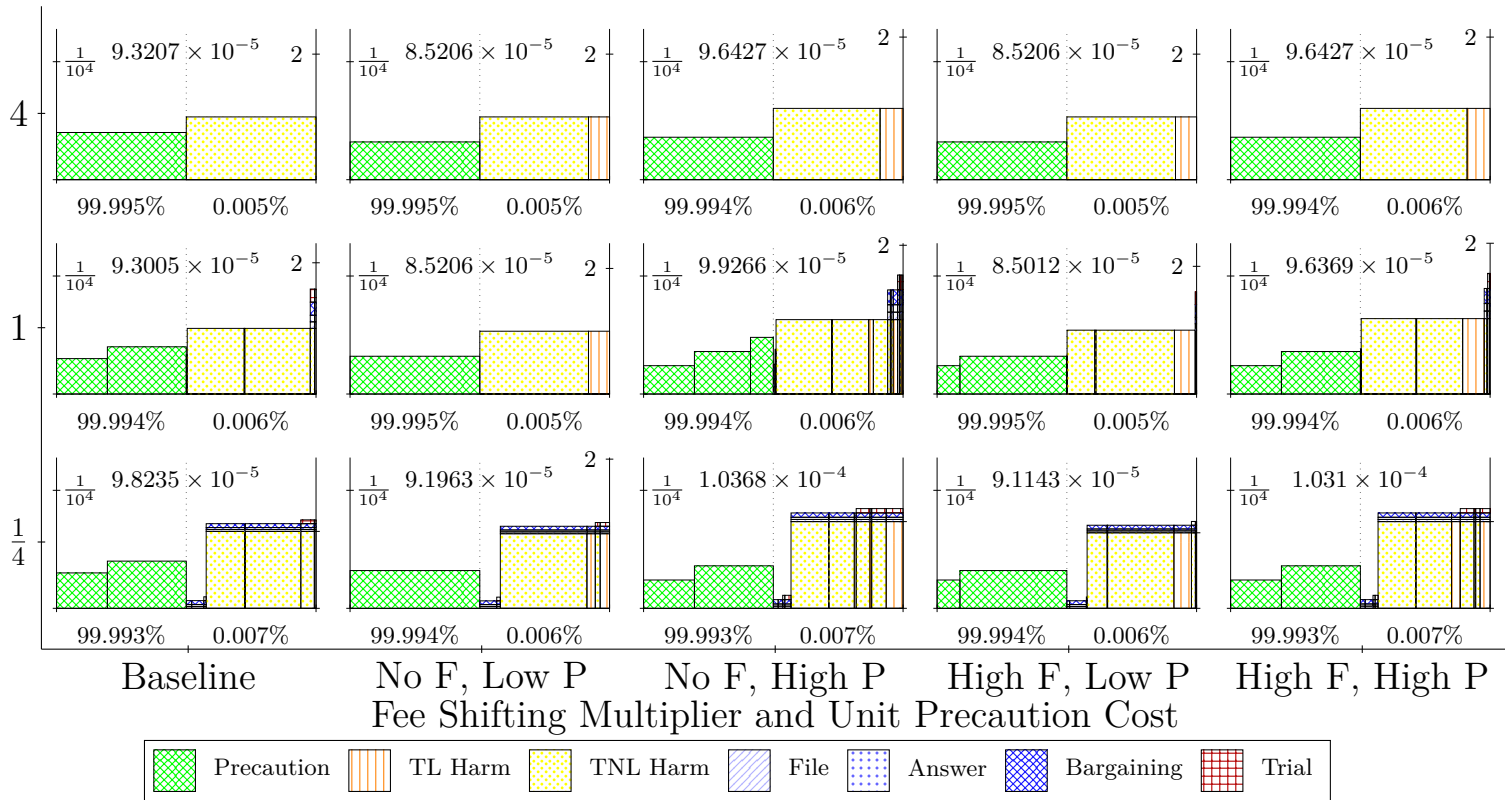 1/10^4 9.3207 × 10^-5 2 1/10^4 8.5206 × 10^-5 2 1/10^4 9.6427 × 10^-5 2 1/10^4 8.5206 × 10^-5 2 1/10^4 9.6427 × 10^-5 2
4
99.995% 0.005% 99.995% 0.005% 99.994% 0.006% 99.995% 0.005% 99.994% 0.006%
1/10^4 9.3005 × 10^-5 2 1/10^4 8.5206 × 10^-5 2 1/10^4 9.9266 × 10^-5 2 1/10^4 8.5012 × 10^-5 2 1/10^4 9.6369 × 10^-5 2
1
99.994% 0.006% 99.995% 0.005% 99.994% 0.006% 99.995% 0.005% 99.994% 0.006%
1/10^4 9.8235 × 10^-5 1/10^4 9.1963 × 10^-5 2 1/10^4 1.0368 × 10^-4 1/10^4 9.1143 × 10^-5 1/10^4 1.031 × 10^-4
1/4
99.993% 0.007% 99.994% 0.006% 99.993% 0.007% 99.994% 0.006% 99.993% 0.007%
Baseline No F, Low P No F, High P High F, Low P High F, High P
Fee Shifting Multiplier and Unit Precaution Cost
Precaution TL Harm TNL Harm File Answer Bargaining Trial